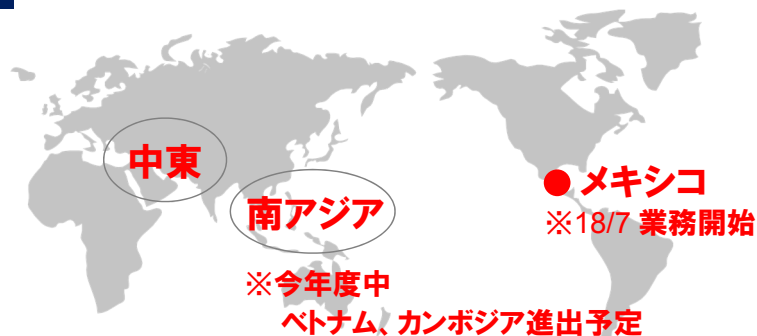 中東
南アジア
●メキシコ
※18/7 業務開始
※今年度中
ベトナム、カンボジア進出予定